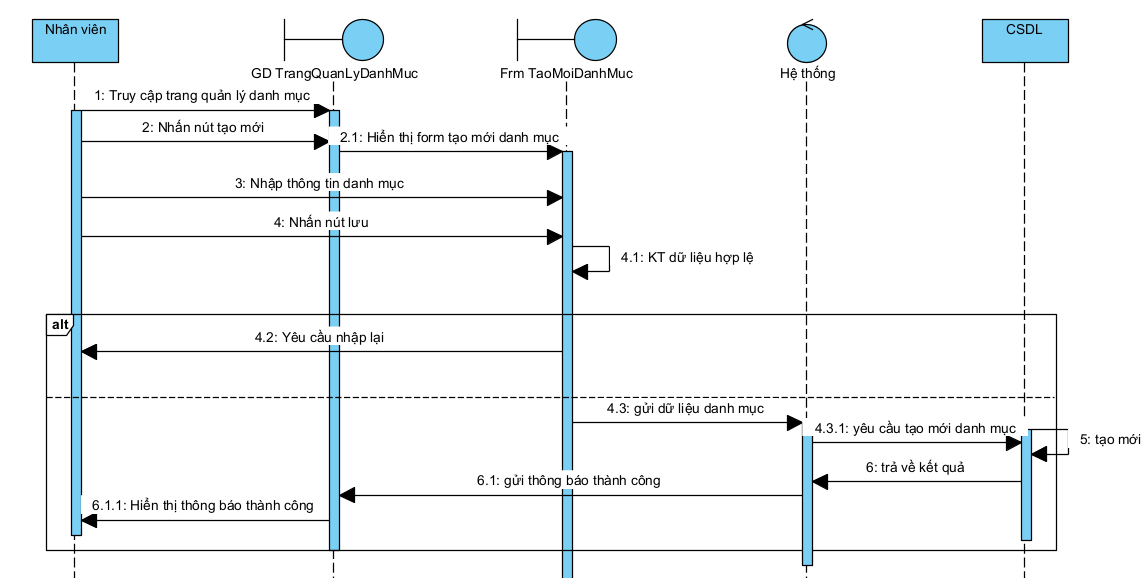 Nhân viên
GD TrangQuanLyDanhMuc
Frm TaoMoiDanhMuc
Hệ thống
CSDL
1: Truy cập trang quản lý danh mục
2: Nhấn nút tạo mới
2.1: Hiển thị form tạo mới danh mục
3: Nhập thông tin danh mục
4: Nhấn nút lưu
4.1: KT dữ liệu hợp lệ
alt
4.2: Yêu cầu nhập lại
4.3: gửi dữ liệu danh mục
4.3.1: yêu cầu tạo mới danh mục
5: tạo mới
6: trả về kết quả
6.1: gửi thông báo thành công
6.1.1: Hiển thị thông báo thành công